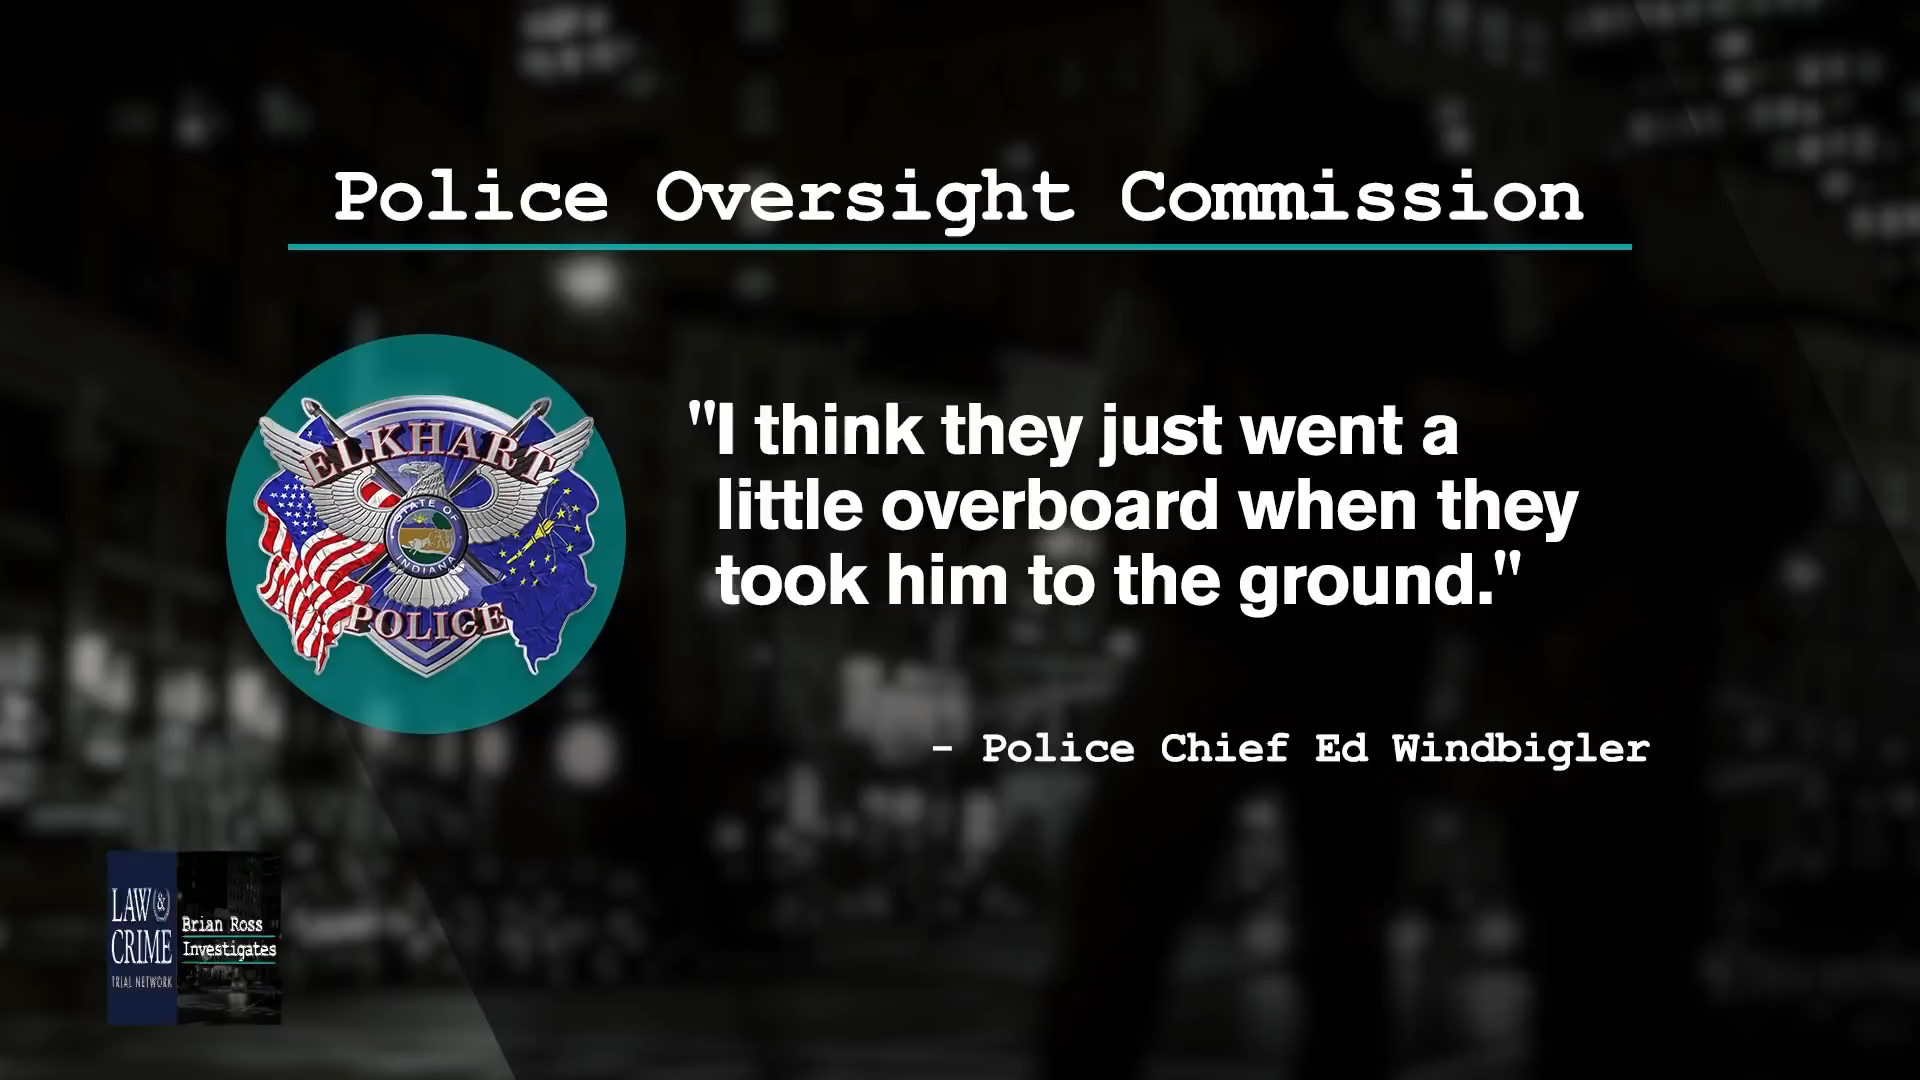 Police Oversight Commission
ELKHART
STATE OF
INDIANA
POLICE
"I think they just went a
little overboard when they
took him to the ground."
- Police Chief Ed Windbigler
LAW &
CRIME
TRIAL NETWORK
Brian Ross
Investigates